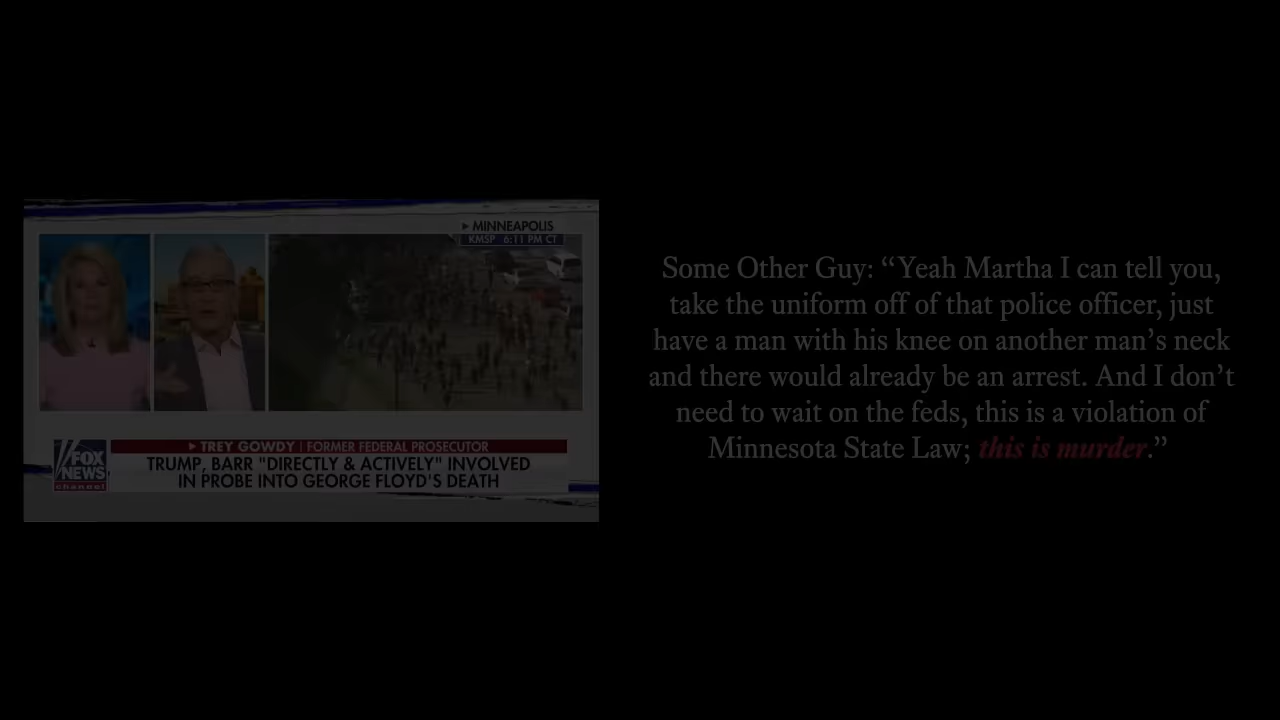 MINNEAPOLIS
KMSP 6:11 PM CT
TREY GOWDY | FORMER FEDERAL PROSECUTOR
FOX
NEWS
channel
TRUMP, BARR "DIRECTLY & ACTIVELY" INVOLVED
IN PROBE INTO GEORGE FLOYD'S DEATH
Some Other Guy: “Yeah Martha I can tell you,
take the uniform off of that police officer, just
have a man with his knee on another man’s neck
and there would already be an arrest. And I don’t
need to wait on the feds, this is a violation of
Minnesota State Law; this is murder.”